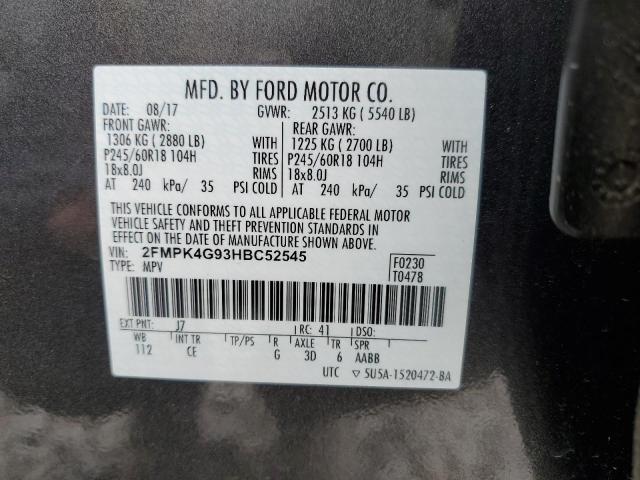 MFD. BY FORD MOTOR CO.
DATE: 08/17 GVWR: 2513 KG ( 5540 LB)
FRONT GAWR: REAR GAWR:
1306 KG ( 2880 LB) WITH 1225 KG ( 2700 LB) WITH
P245/60R18 104H TIRES P245/60R18 104H TIRES
18x8.0J RIMS 18x8.0J RIMS
AT 240 kPa/ 35 PSI COLD AT 240 kPa/ 35 PSI COLD
THIS VEHICLE CONFORMS TO ALL APPLICABLE FEDERAL MOTOR
VEHICLE SAFETY AND THEFT PREVENTION STANDARDS IN
EFFECT ON THE DATE OF MANUFACTURE SHOWN ABOVE.
VIN: 2FMPK4G93HBC52545 F0230
TYPE: MPV T0478
EXT PNT: J7 RC: 41 DSO:
WB INT TR TP/PS R AXLE TR SPR
112 CE G 3D 6 AABB
UTC ▽ 5U5A-1520472-BA